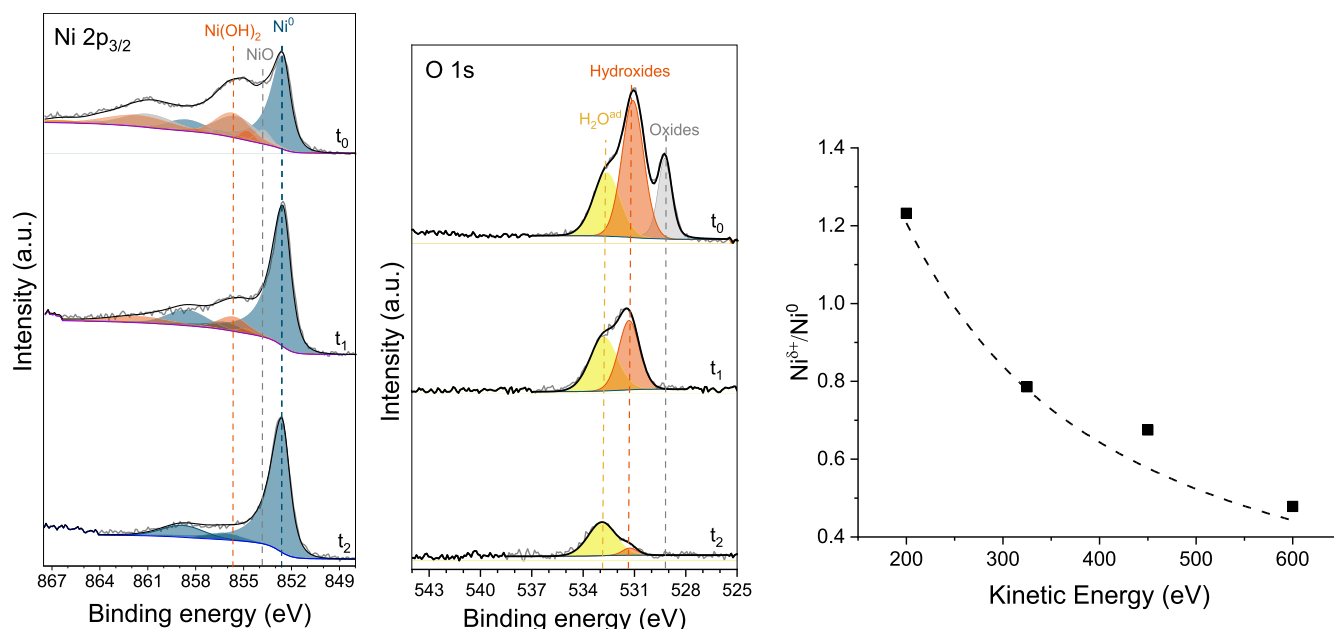 Ni 2p3/2
Ni(OH)2
Ni0
NiO
t0
t1
t2
Intensity (a.u.)
867 864 861 858 855 852 849
Binding energy (eV)
O 1s
Hydroxides
H2Oad
Oxides
t0
t1
t2
Intensity (a.u.)
543 540 537 534 531 528 525
Binding energy (eV)
1.4
1.2
1.0
0.8
0.6
0.4
Niδ+/Ni0
200 300 400 500 600
Kinetic Energy (eV)